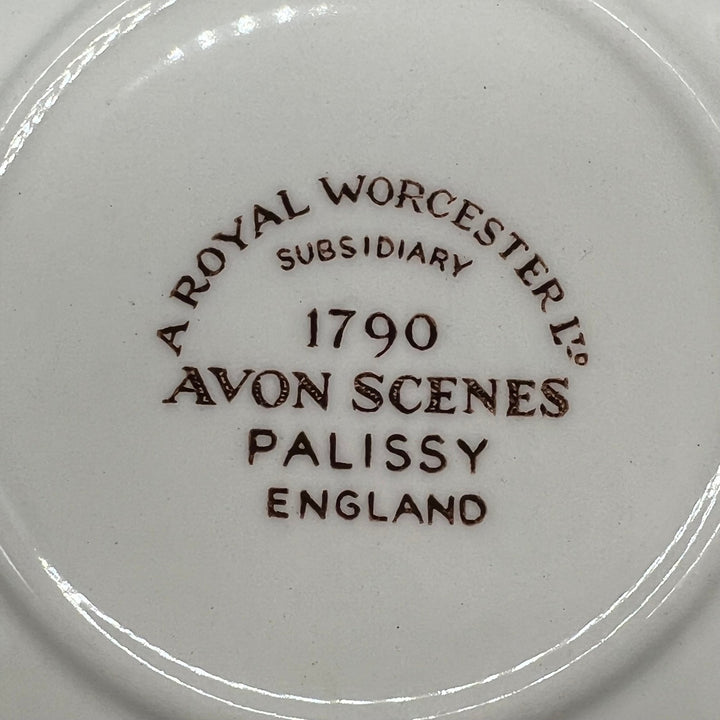 A ROYAL WORCESTER LTD
SUBSIDIARY
1790
AVON SCENES
PALISSY
ENGLAND